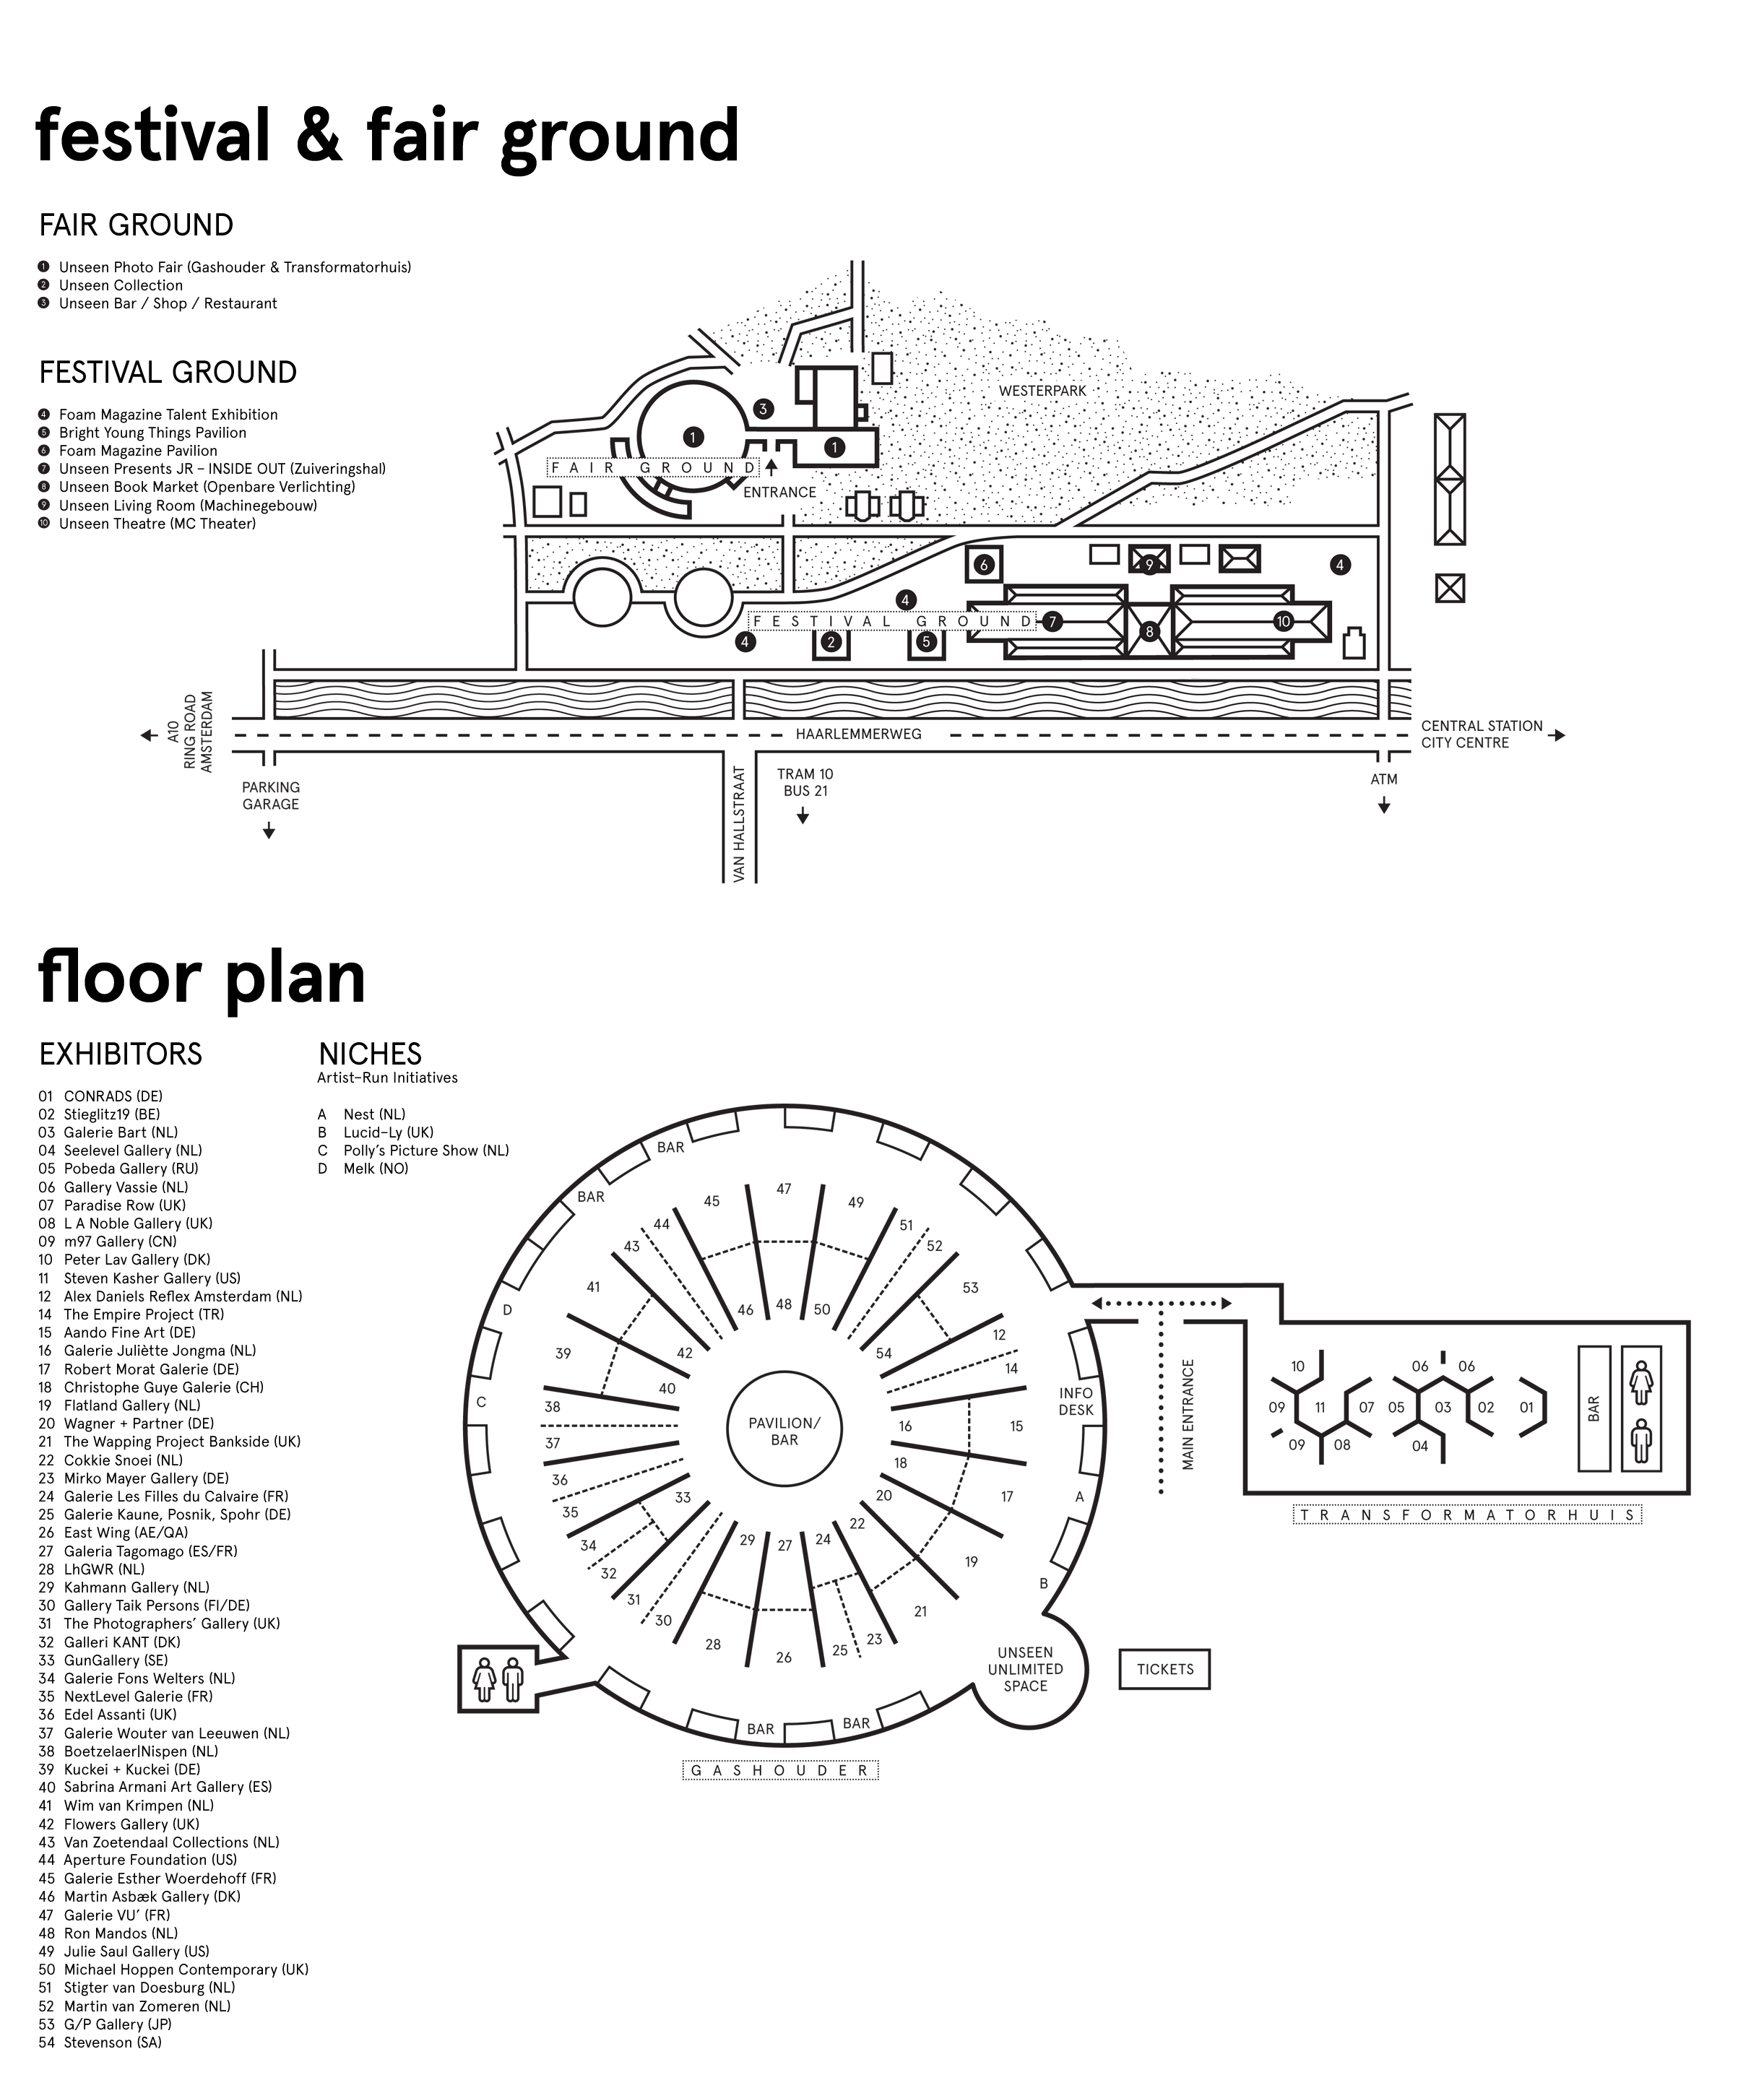 festival & fair ground
FAIR GROUND
1 Unseen Photo Fair (Gashouder & Transformatorhuis)
2 Unseen Collection
3 Unseen Bar / Shop / Restaurant
FESTIVAL GROUND
4 Foam Magazine Talent Exhibition
5 Bright Young Things Pavilion
6 Foam Magazine Pavilion
7 Unseen Presents JR – INSIDE OUT (Zuiveringshal)
8 Unseen Book Market (Openbare Verlichting)
9 Unseen Living Room (Machinegebouw)
10 Unseen Theatre (MC Theater)
WESTERPARK
3
1
1
FAIR GROUND
ENTRANCE
6
9
4
4
FESTIVAL GROUND
7
10
8
4
2
5
A10
RING ROAD
AMSTERDAM
HAARLEMMERWEG
CENTRAL STATION
CITY CENTRE
PARKING
GARAGE
VAN HALLSTRAAT
TRAM 10
BUS 21
ATM
floor plan
EXHIBITORS
01 CONRADS (DE)
02 Stieglitz19 (BE)
03 Galerie Bart (NL)
04 Seelevel Gallery (NL)
05 Pobeda Gallery (RU)
06 Gallery Vassie (NL)
07 Paradise Row (UK)
08 L A Noble Gallery (UK)
09 m97 Gallery (CN)
10 Peter Lav Gallery (DK)
11 Steven Kasher Gallery (US)
12 Alex Daniels Reflex Amsterdam (NL)
14 The Empire Project (TR)
15 Aando Fine Art (DE)
16 Galerie Juliètte Jongma (NL)
17 Robert Morat Galerie (DE)
18 Christophe Guye Galerie (CH)
19 Flatland Gallery (NL)
20 Wagner + Partner (DE)
21 The Wapping Project Bankside (UK)
22 Cokkie Snoei (NL)
23 Mirko Mayer Gallery (DE)
24 Galerie Les Filles du Calvaire (FR)
25 Galerie Kaune, Posnik, Spohr (DE)
26 East Wing (AE/QA)
27 Galeria Tagomago (ES/FR)
28 LhGWR (NL)
29 Kahmann Gallery (NL)
30 Gallery Taik Persons (FI/DE)
31 The Photographers' Gallery (UK)
32 Galleri KANT (DK)
33 GunGallery (SE)
34 Galerie Fons Welters (NL)
35 NextLevel Galerie (FR)
36 Edel Assanti (UK)
37 Galerie Wouter van Leeuwen (NL)
38 Boetzelaer|Nispen (NL)
39 Kuckei + Kuckei (DE)
40 Sabrina Armani Art Gallery (ES)
41 Wim van Krimpen (NL)
42 Flowers Gallery (UK)
43 Van Zoetendaal Collections (NL)
44 Aperture Foundation (US)
45 Galerie Esther Woerdehoff (FR)
46 Martin Asbæk Gallery (DK)
47 Galerie VU' (FR)
48 Ron Mandos (NL)
49 Julie Saul Gallery (US)
50 Michael Hoppen Contemporary (UK)
51 Stigter van Doesburg (NL)
52 Martin van Zomeren (NL)
53 G/P Gallery (JP)
54 Stevenson (SA)
NICHES
Artist–Run Initiatives
A Nest (NL)
B Lucid–Ly (UK)
C Polly's Picture Show (NL)
D Melk (NO)
BAR
BAR
45
47
49
44
51
43
52
41
53
46
48
50
D
12
39
42
54
14
40
C
38
INFO
DESK
PAVILION/
BAR
16
15
37
18
36
33
20
17
A
35
22
34
29
27
24
19
32
B
31
21
30
28
26
25
23
UNSEEN
UNLIMITED
SPACE
BAR
BAR
GASHOUDER
TICKETS
MAIN ENTRANCE
10
06
06
09
11
07
05
03
02
01
09
08
04
BAR
TRANSFORMATORHUIS